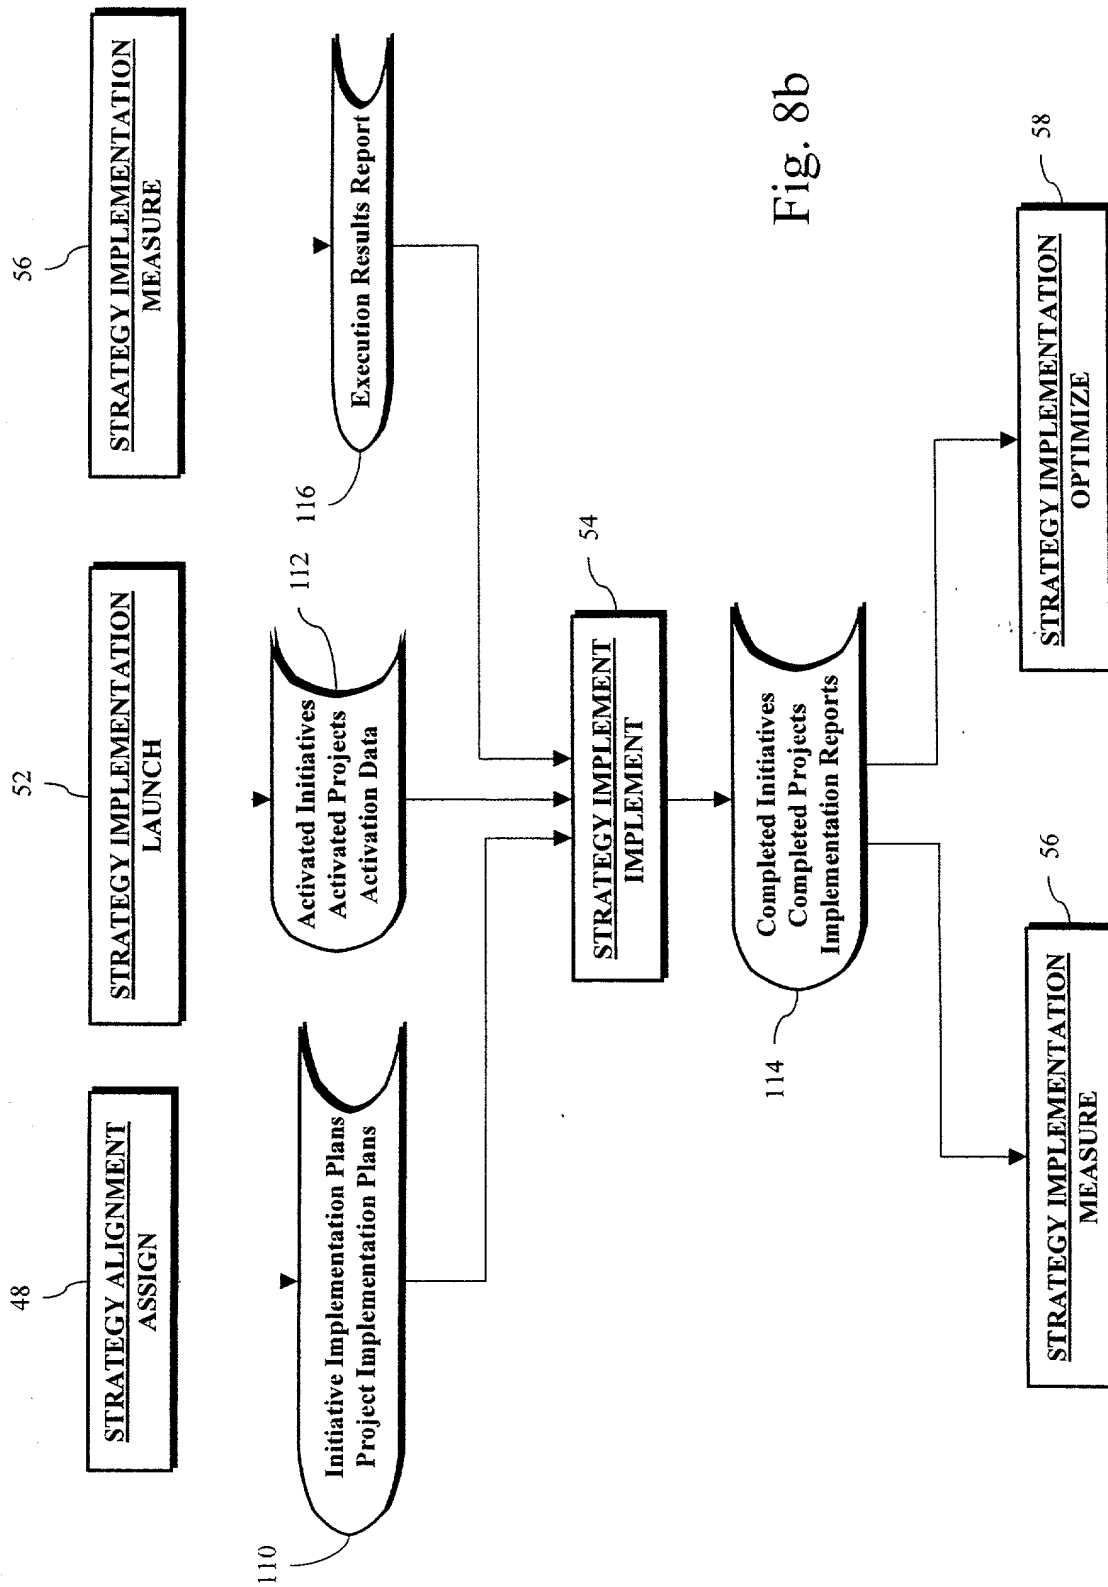 48
52
56
STRATEGY ALIGNMENT
ASSIGN
STRATEGY IMPLEMENTATION
LAUNCH
STRATEGY IMPLEMENTATION
MEASURE
110
Initiative Implementation Plans
Project Implementation Plans
112
Activated Initiatives
Activated Projects
Activation Data
116
Execution Results Report
54
STRATEGY IMPLEMENT
IMPLEMENT
114
Completed Initiatives
Completed Projects
Implementation Reports
Fig. 8b
56
STRATEGY IMPLEMENTATION
MEASURE
58
STRATEGY IMPLEMENTATION
OPTIMIZE